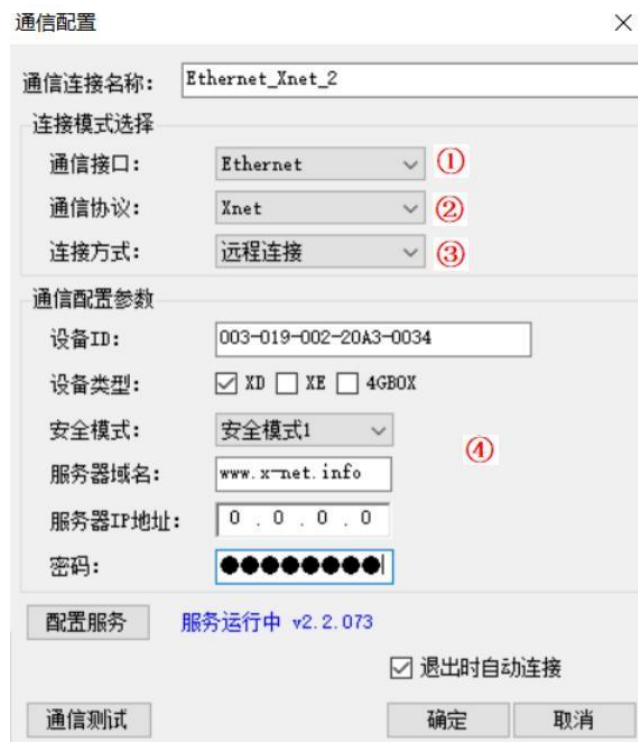 通信配置
通信连接名称: Ethernet_Xnet_2
连接模式选择
通信接口: Ethernet ①
通信协议: Xnet ②
连接方式: 远程连接 ③
通信配置参数
设备ID: 003-019-002-20A3-0034
设备类型: XD XE 4GBOX
安全模式: 安全模式1 ④
服务器域名: www.x-net.info
服务器IP地址: 0 . 0 . 0 . 0
密码: ●●●●●●●●
配置服务 服务运行中 v2.2.073
退出时自动连接
通信测试 确定 取消